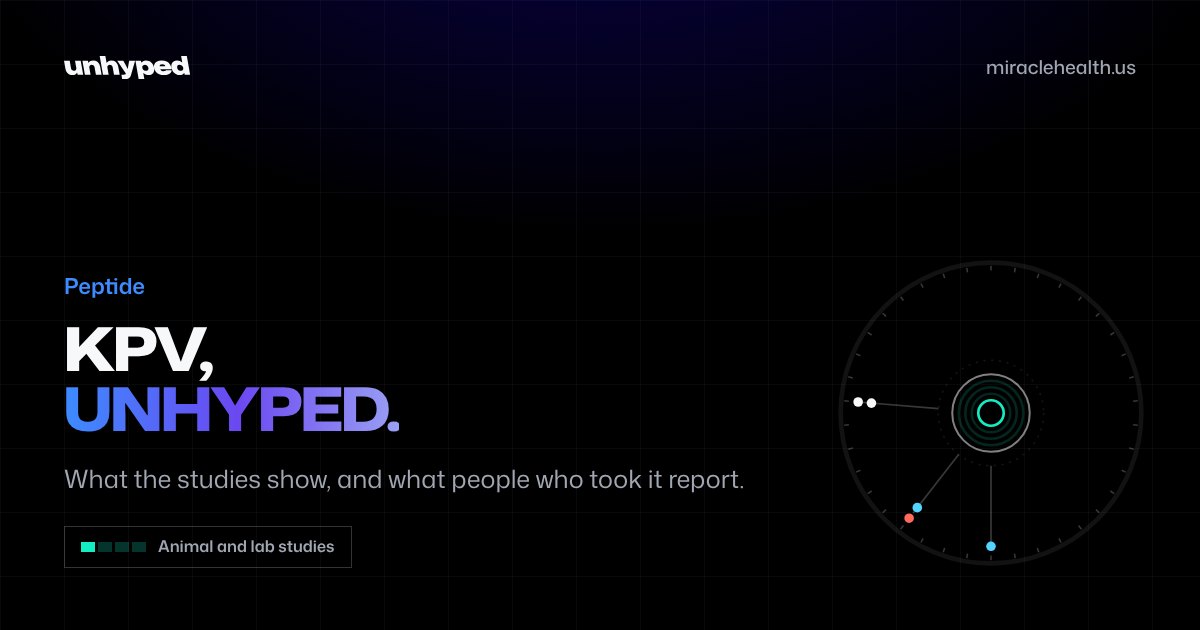 unhyped
miraclehealth.us
Peptide
KPV,
UNHYPED.
What the studies show, and what people who took it report.
Animal and lab studies